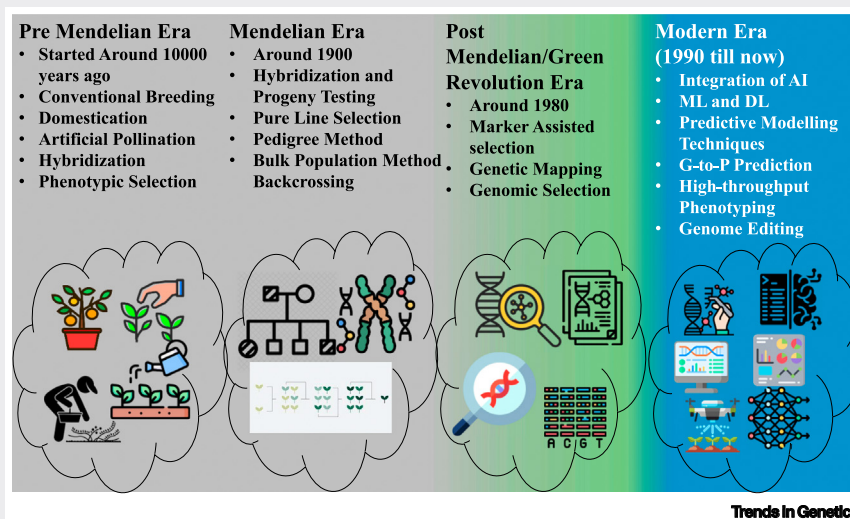 Pre Mendelian Era
• Started Around 10000
years ago
• Conventional Breeding
• Domestication
• Artificial Pollination
• Hybridization
• Phenotypic Selection
Mendelian Era
• Around 1900
• Hybridization and
Progeny Testing
• Pure Line Selection
• Pedigree Method
• Bulk Population Method
Backcrossing
Post
Mendelian/Green
Revolution Era
• Around 1980
• Marker Assisted
selection
• Genetic Mapping
• Genomic Selection
Modern Era
(1990 till now)
• Integration of AI
• ML and DL
• Predictive Modelling
Techniques
• G-to-P Prediction
• High-throughput
Phenotyping
• Genome Editing
A C G T
Trends in Genetic